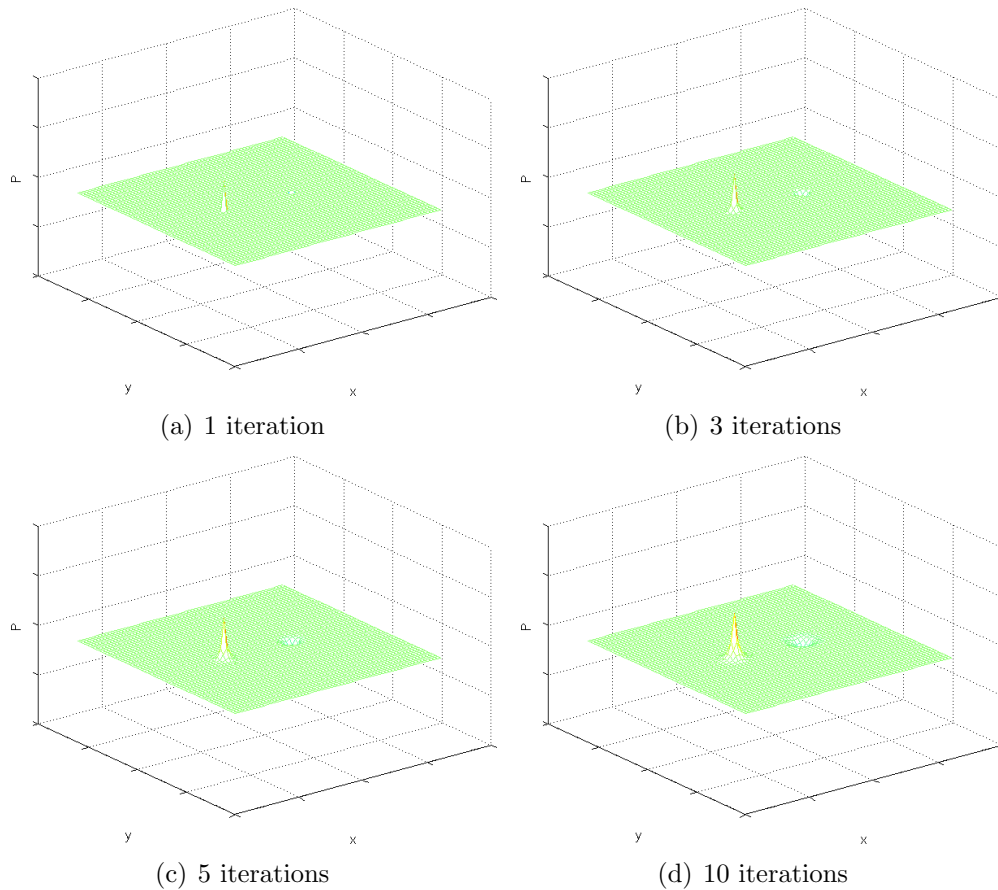 P
P
y
x
y
x
(a) 1 iteration
(b) 3 iterations
P
P
y
x
y
x
(c) 5 iterations
(d) 10 iterations